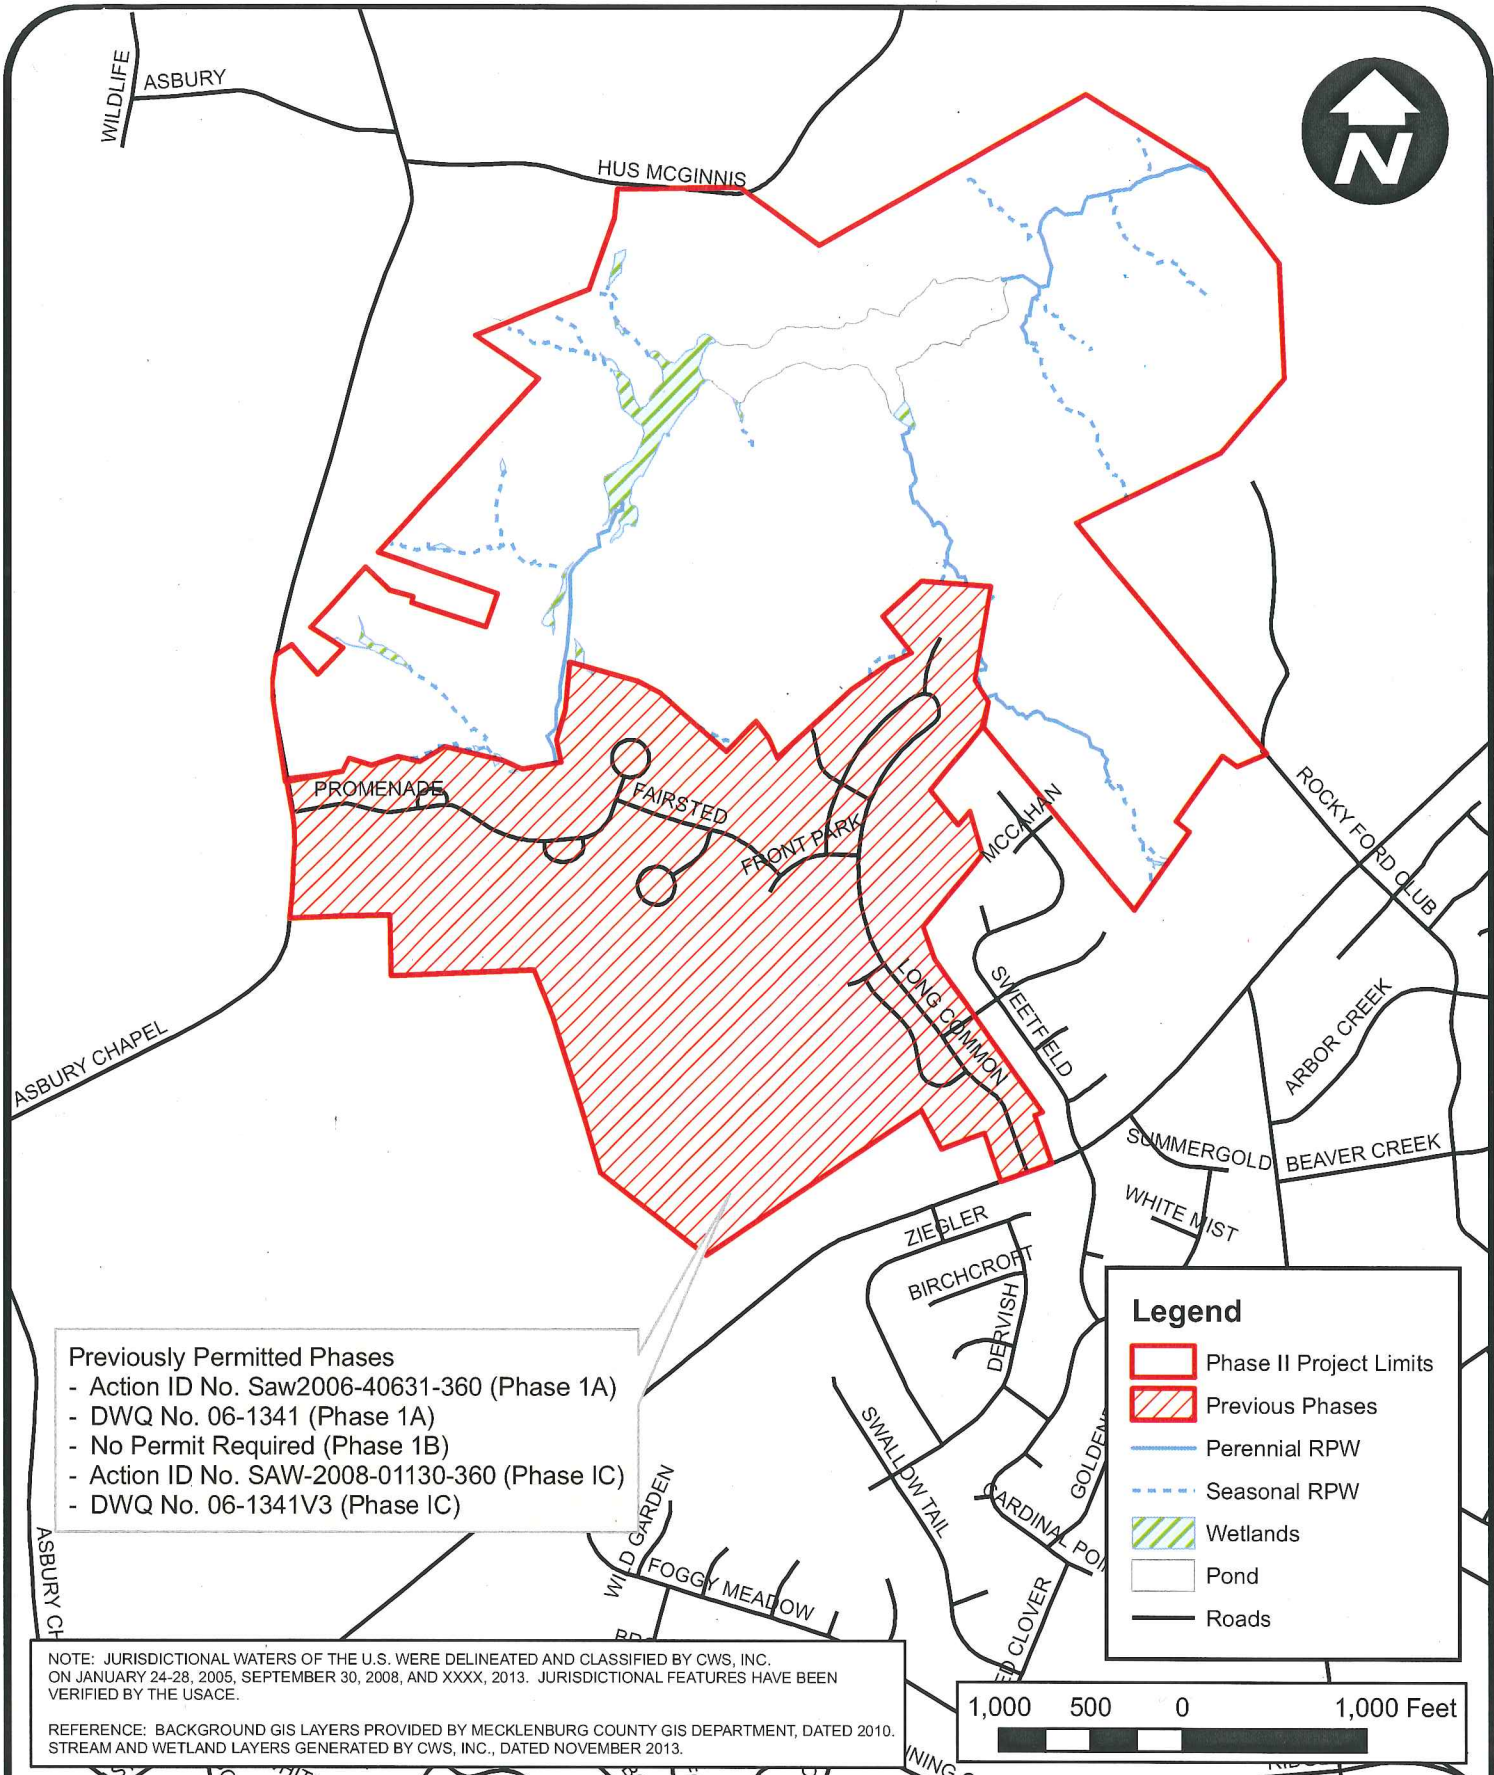 WILDLIFE
ASBURY
HUS MCGINNIS
N
PROMENADE
FAIRSTED
FRONT PARK
MCCAHAN
ROCKY FORD CLUB
LONG COMMON
SWEETFIELD
ARBOR CREEK
ASBURY CHAPEL
SUMMERGOLD
BEAVER CREEK
WHITE MIST
ZIEGLER
BIRCHCROFT
DERVISH
Legend
Phase II Project Limits
Previous Phases
Perennial RPW
Seasonal RPW
Wetlands
Pond
Roads
Previously Permitted Phases
- Action ID No. Saw2006-40631-360 (Phase 1A)
- DWQ No. 06-1341 (Phase 1A)
- No Permit Required (Phase 1B)
- Action ID No. SAW-2008-01130-360 (Phase IC)
- DWQ No. 06-1341V3 (Phase IC)
SWALLOW TAIL
GOLDEN
CARDINAL POI
WILD GARDEN
FOGGY MEADOW
ED CLOVER
ASBURY CH
NOTE: JURISDICTIONAL WATERS OF THE U.S. WERE DELINEATED AND CLASSIFIED BY CWS, INC.
ON JANUARY 24-28, 2005, SEPTEMBER 30, 2008, AND XXXX, 2013. JURISDICTIONAL FEATURES HAVE BEEN
VERIFIED BY THE USACE.
REFERENCE: BACKGROUND GIS LAYERS PROVIDED BY MECKLENBURG COUNTY GIS DEPARTMENT, DATED 2010.
STREAM AND WETLAND LAYERS GENERATED BY CWS, INC., DATED NOVEMBER 2013.
1,000 500 0 1,000 Feet